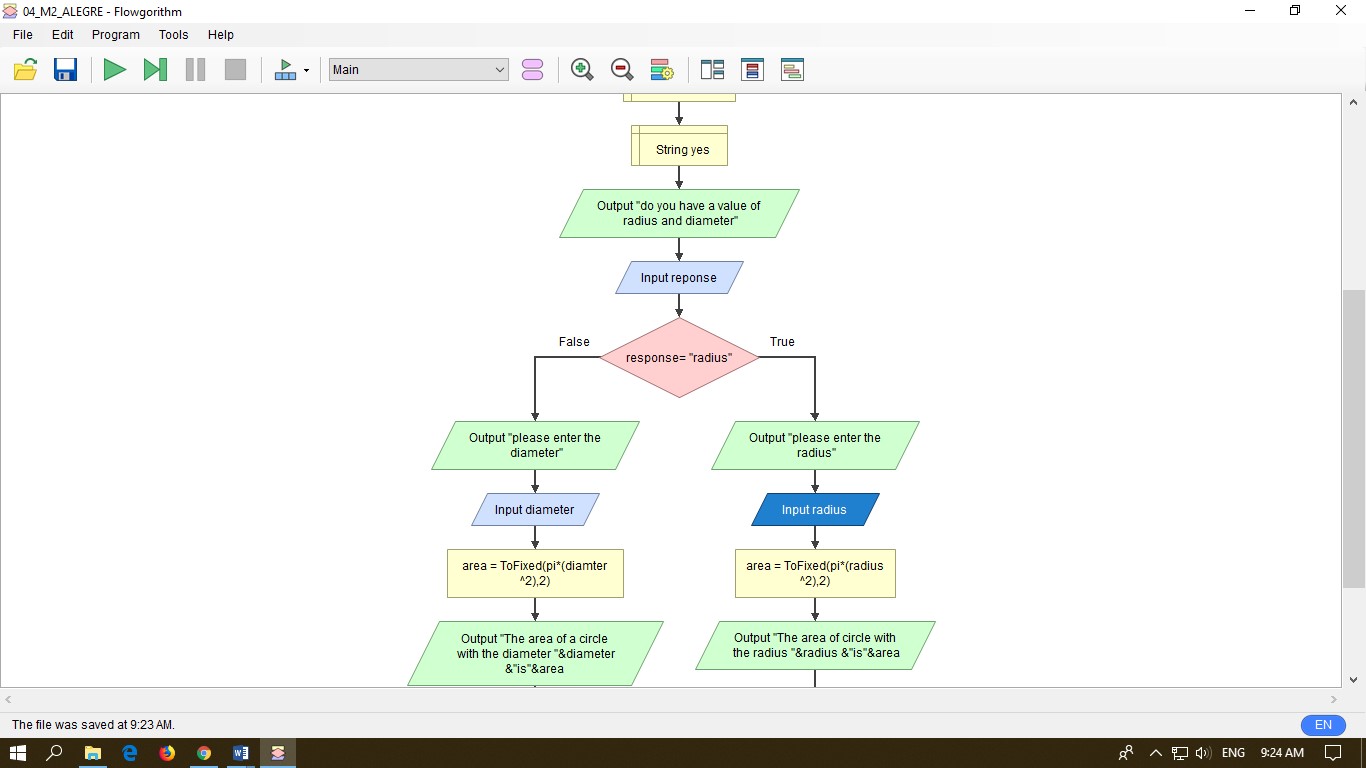 04_M2_ALEGRE - Flowgorithm
File Edit Program Tools Help
Main
String yes
Output "do you have a value of
radius and diameter"
Input reponse
False
True
response= "radius"
Output "please enter the
diameter"
Output "please enter the
radius"
Input diameter
Input radius
area = ToFixed(pi*(diamter
^2),2)
area = ToFixed(pi*(radius
^2),2)
Output "The area of a circle
with the diameter "&diameter
&"is"&area
Output "The area of circle with
the radius "&radius &"is"&area
The file was saved at 9:23 AM.
EN
ENG
9:24 AM